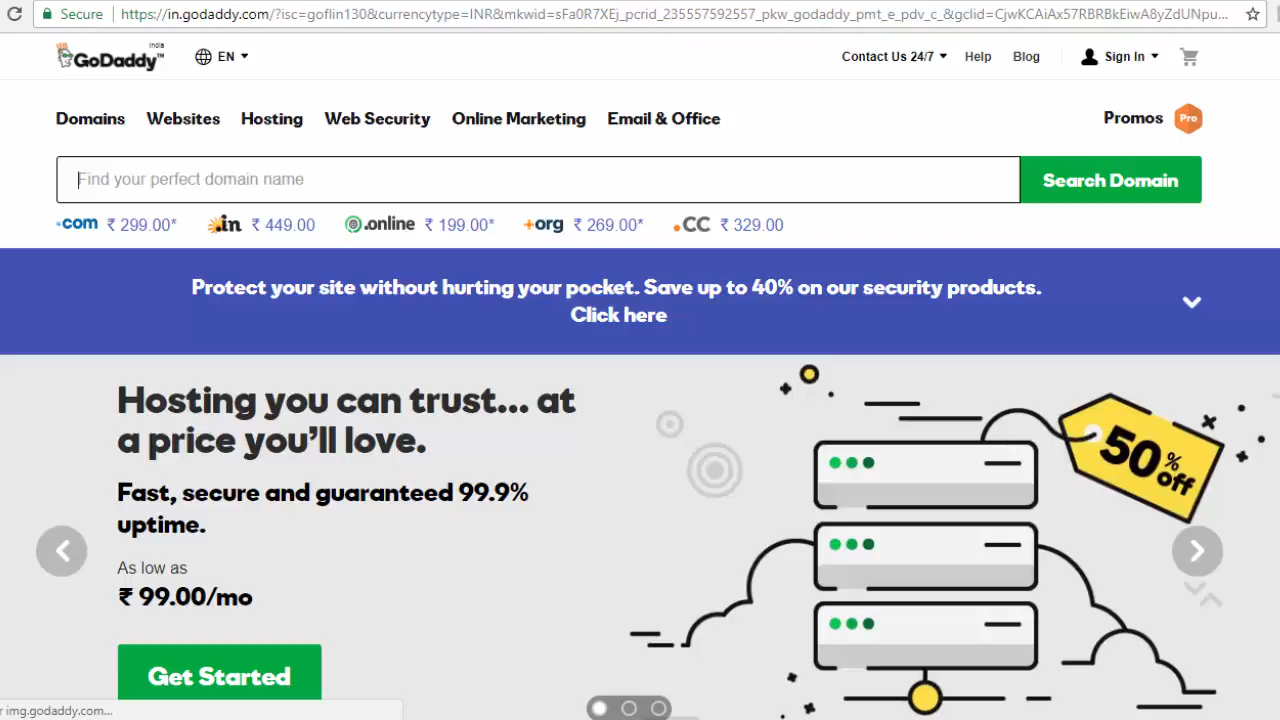 Secure https://in.godaddy.com/?isc=goflin130&currencytype=INR&mkwid=sFa0R7XEj_pcrid_235557592557_pkw_godaddy_pmt_e_pdv_c_&gclid=CjwKCAiAx57RBRBkEiwA8yZdUNpu...
GoDaddy™ India EN Contact Us 24/7 Help Blog Sign In
Domains Websites Hosting Web Security Online Marketing Email & Office Promos Pro
Find your perfect domain name Search Domain
.com ₹ 299.00* .in ₹ 449.00 .online ₹ 199.00* .org ₹ 269.00* .CC ₹ 329.00
Protect your site without hurting your pocket. Save up to 40% on our security products.
Click here
Hosting you can trust... at
a price you'll love.
50% off
Fast, secure and guaranteed 99.9%
uptime.
As low as
₹ 99.00/mo
Get Started
r img.godaddy.com...